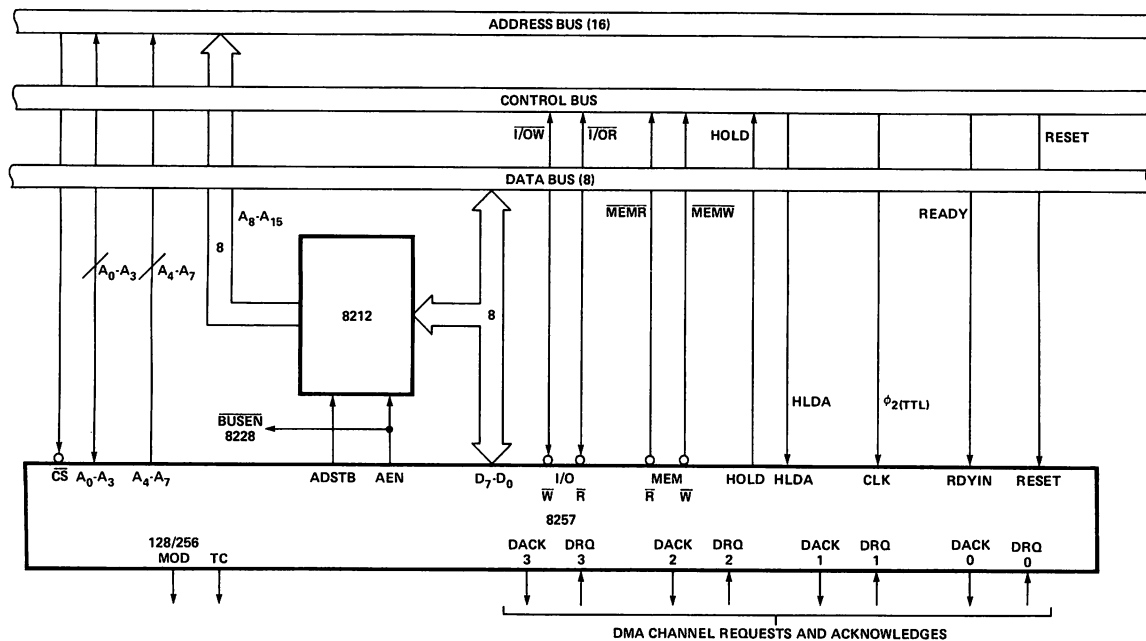 ADDRESS BUS (16)
CONTROL BUS
I/OW
I/OR
HOLD
RESET
DATA BUS (8)
A8-A15
MEMR
MEMW
READY
8
A0-A3
A4-A7
8212
8
HLDA
ϕ2(TTL)
BUSEN
8228
CS A0-A3 A4-A7 ADSTB AEN D7-D0 I/O MEM HOLD HLDA CLK RDYIN RESET
W R R W
8257
128/256
MOD TC
DACK 3 DRQ 3 DACK 2 DRQ 2 DACK 1 DRQ 1 DACK 0 DRQ 0
DMA CHANNEL REQUESTS AND ACKNOWLEDGES